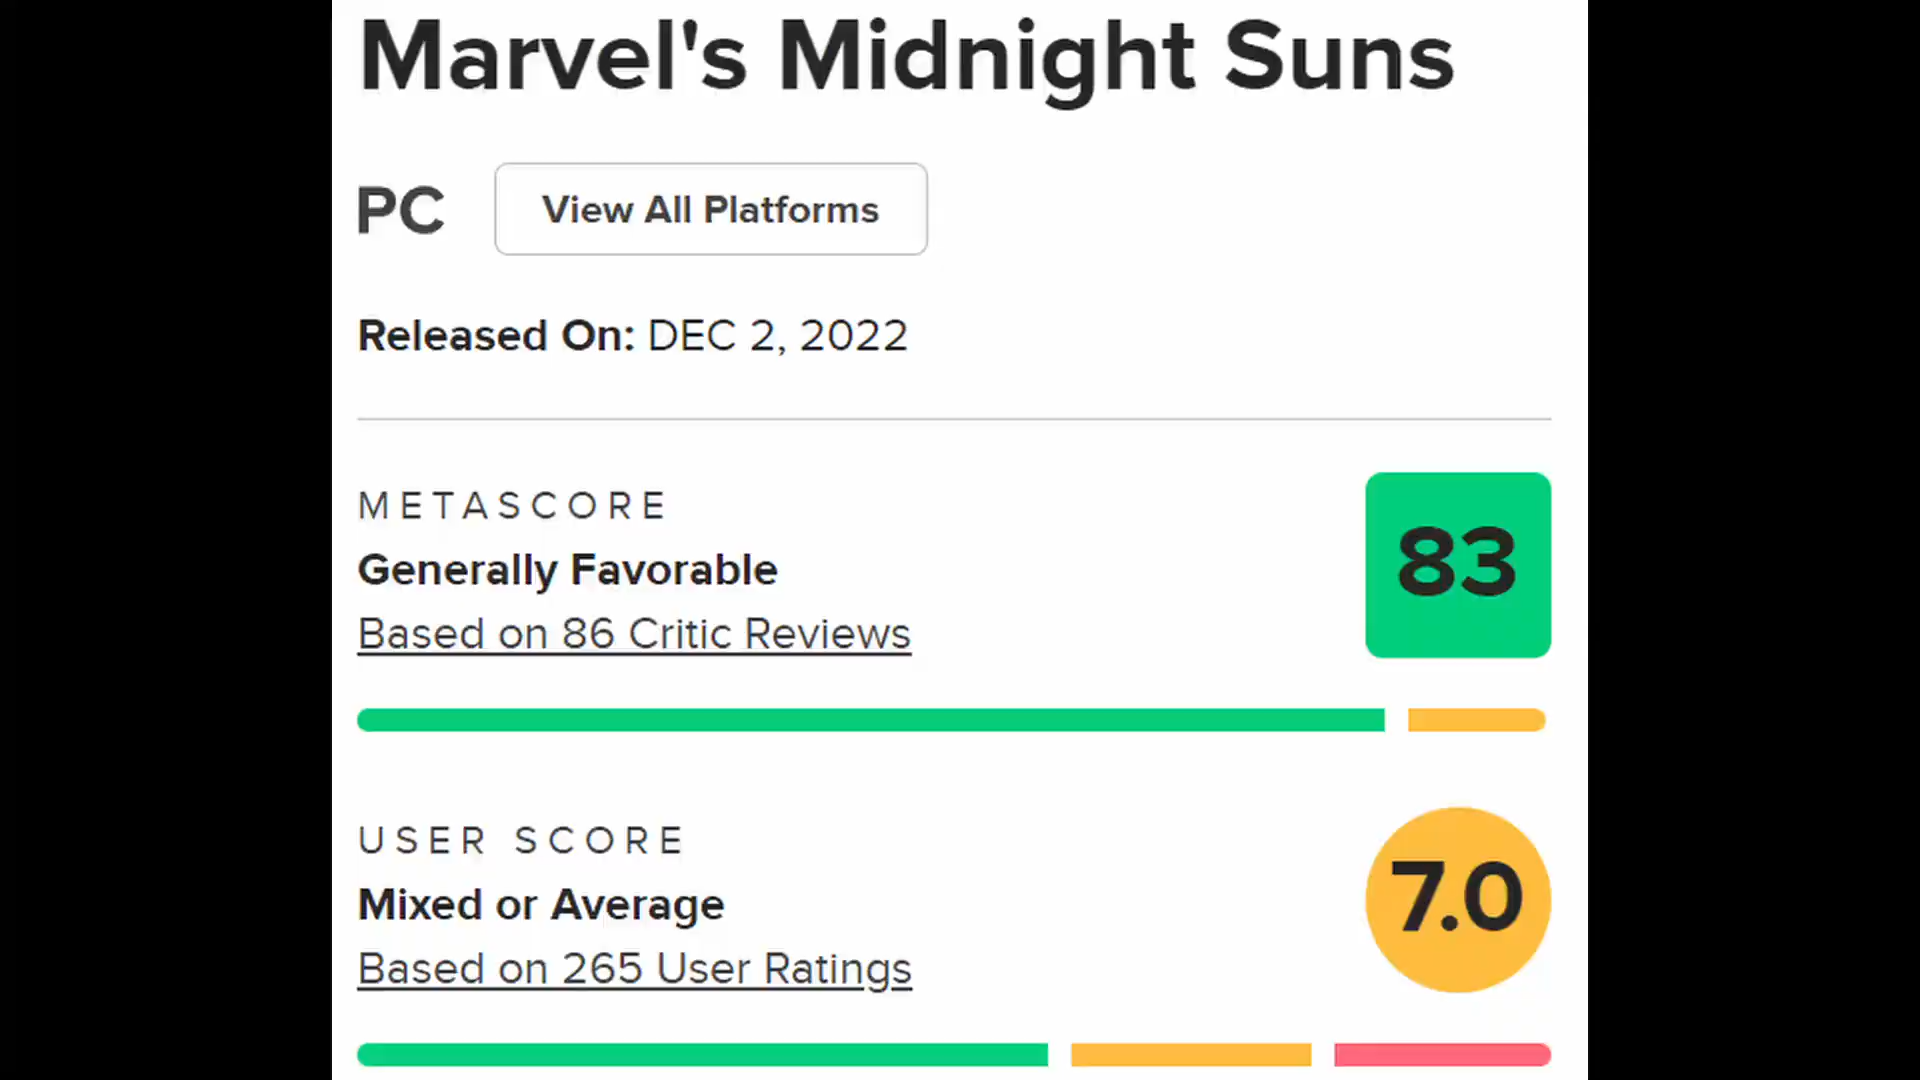 Marvel's Midnight Suns
PC View All Platforms
Released On: DEC 2, 2022
METASCORE
83
Generally Favorable
Based on 86 Critic Reviews
USER SCORE
7.0
Mixed or Average
Based on 265 User Ratings